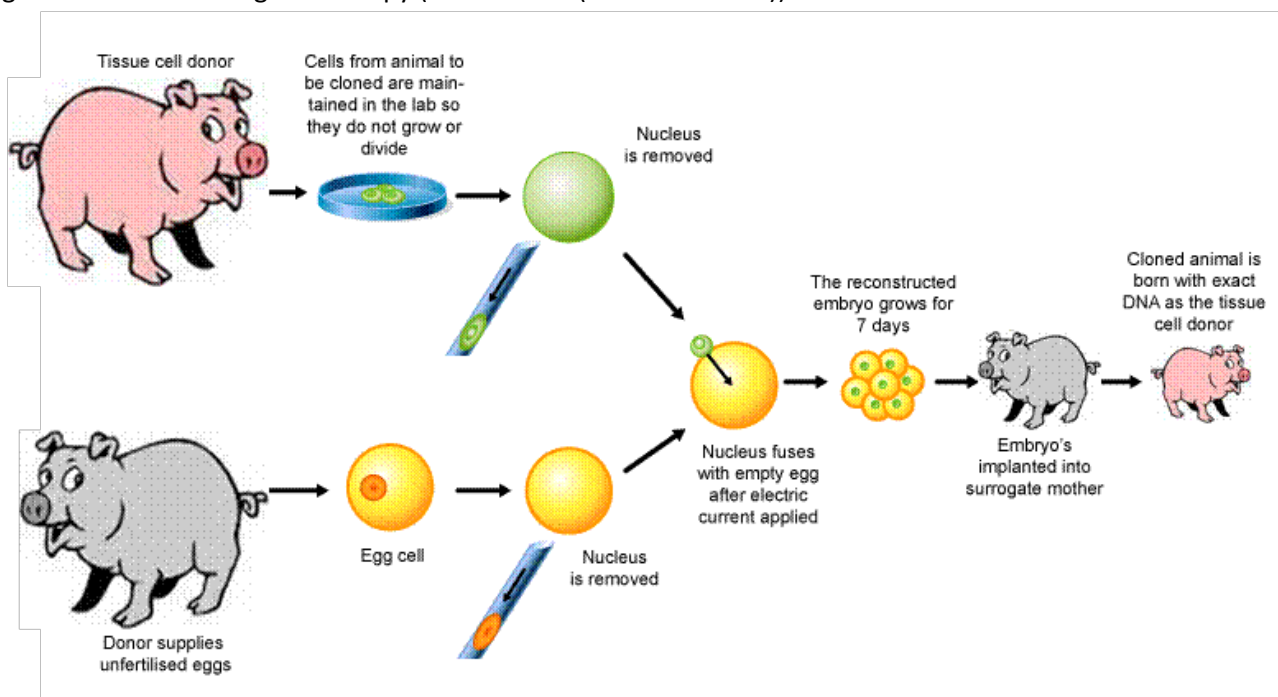 Tissue cell donor
Cells from animal to
be cloned are main-
tained in the lab so
they do not grow or
divide
Nucleus
is removed
Donor supplies
unfertilised eggs
Egg cell
Nucleus
is removed
Nucleus fuses
with empty egg
after electric
current applied
The reconstructed
embryo grows for
7 days
Embryo's
implanted into
surrogate mother
Cloned animal is
born with exact
DNA as the tissue
cell donor